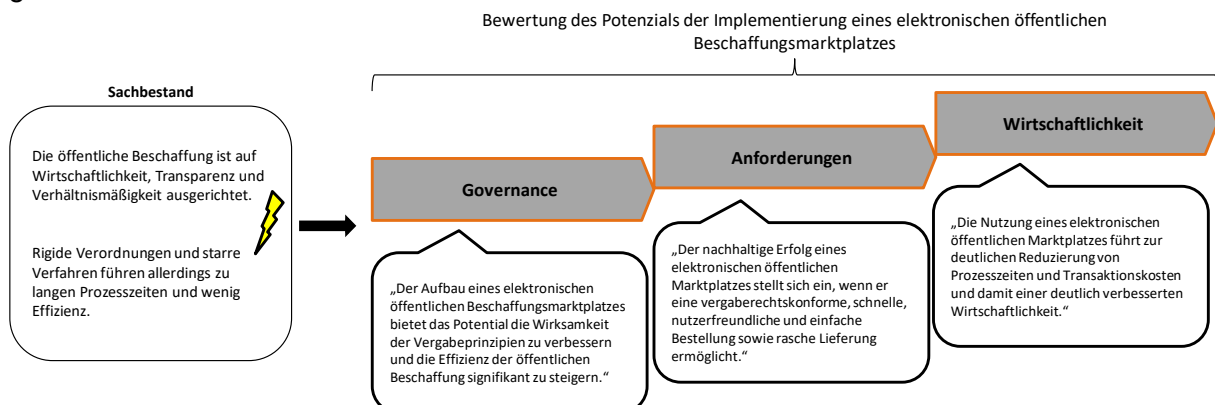 Bewertung des Potenzials der Implementierung eines elektronischen öffentlichen
Beschaffungsmarktplatzes
Sachbestand
Die öffentliche Beschaffung ist auf
Wirtschaftlichkeit, Transparenz und
Verhältnismäßigkeit ausgerichtet.
Rigide Verordnungen und starre
Verfahren führen allerdings zu
langen Prozesszeiten und wenig
Effizienz.
Governance
„Der Aufbau eines elektronischen
öffentlichen Beschaffungsmarktplatzes
bietet das Potential die Wirksamkeit
der Vergabeprinzipien zu verbessern
und die Effizienz der öffentlichen
Beschaffung signifikant zu steigern.“
Anforderungen
„Der nachhaltige Erfolg eines
elektronischen öffentlichen
Marktplatzes stellt sich ein, wenn er
eine vergaberechtskonforme, schnelle,
nutzerfreundliche und einfache
Bestellung sowie rasche Lieferung
ermöglicht.“
Wirtschaftlichkeit
„Die Nutzung eines elektronischen
öffentlichen Marktplatzes führt zur
deutlichen Reduzierung von
Prozesszeiten und Transaktionskosten
und damit einer deutlich verbesserten
Wirtschaftlichkeit.“